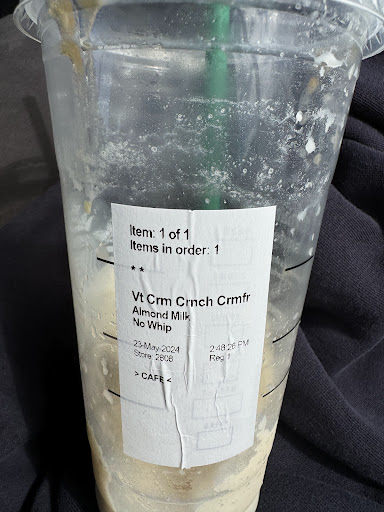 Item: 1 of 1
Items in order: 1
* *
Vt Crm Crnch Crmfr
Almond Milk
No Whip
23-May-2024 2:48:26 PM
Store: 2808 Reg:1
> CAFE <